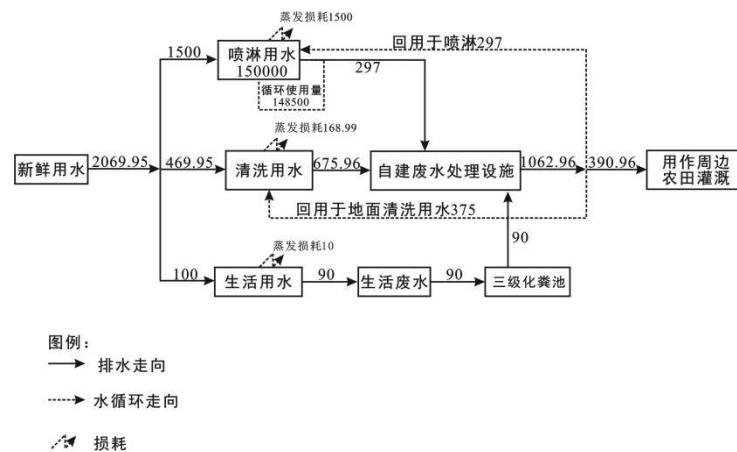 蒸发损耗1500
回用于喷淋297
1500
喷淋用水
150000
297
循环使用量
148500
蒸发损耗168.99
新鲜用水
2069.95
469.95
清洗用水
675.96
自建废水处理设施
1062.96
390.96
用作周边
农田灌溉
回用于地面清洗用水375
90
蒸发损耗10
100
生活用水
90
生活废水
90
三级化粪池
图例：
排水走向
水循环走向
损耗